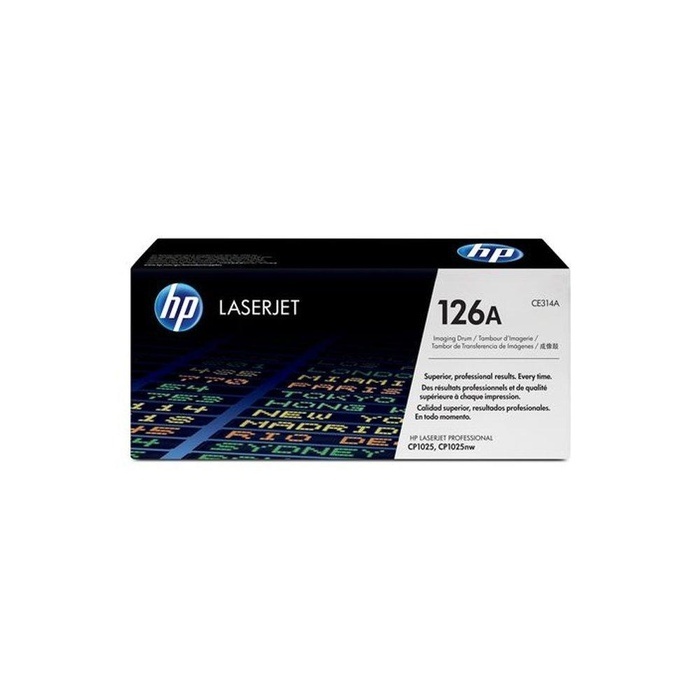 hp
hp
LASERJET
126A
CE314A
Imaging Drum / Tambour d'Imagerie /
Tambor de Transferencia de Imágenes / 成像鼓
Superior, professional results. Every time.
Des résultats professionnels et de qualité
supérieure à chaque impression.
Calidad superior, resultados profesionales.
En todo momento.
HP LASERJET PROFESSIONAL
CP1025, CP1025nw
MIAMI
PARIS
TOKYO
HONG
NEW Y
MADRID
RIO DE
SYDNEY